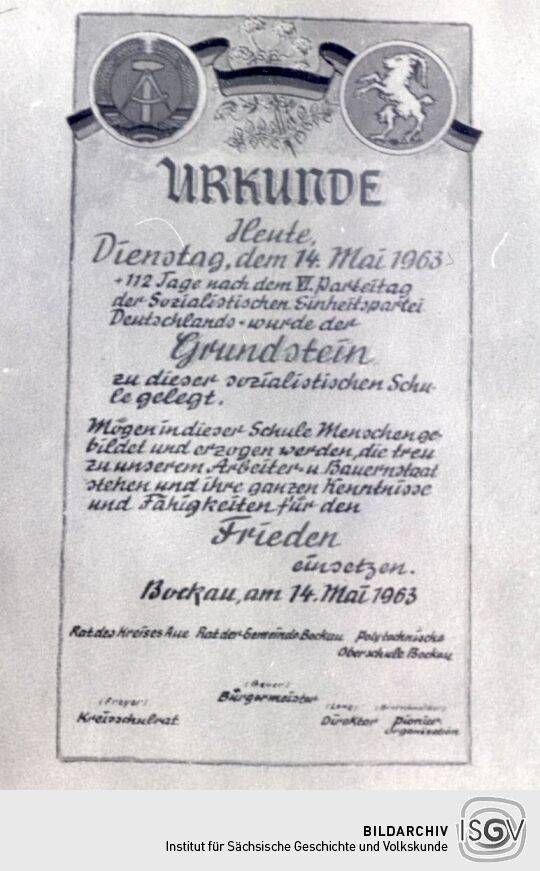 URKUNDE
Heute,
Dienstag, dem 14. Mai 1963
- 112 Tage nach dem VI. Parteitag
der Sozialistischen Einheitspartei
Deutschlands - wurde der
Grundstein
zu dieser sozialistischen Schu-
le gelegt.
Mögen in dieser Schule Menschen ge-
bildet und erzogen werden, die treu
zu unserem Arbeiter- u. Bauernstaat
stehen und ihre ganzen Kenntnisse
und Fähigkeiten für den
Frieden
einsetzen.
Bockau, am 14. Mai 1963
Rat des Kreises Aue Rat der Gemeinde Bockau Polytechnische
Oberschule Bockau
(Bauer)
Bürgermeister
(Freyer) (Lang)
Kreisschulrat Direktor Pionier-
organisation
BILDARCHIV
Institut für Sächsische Geschichte und Volkskunde
ISGV